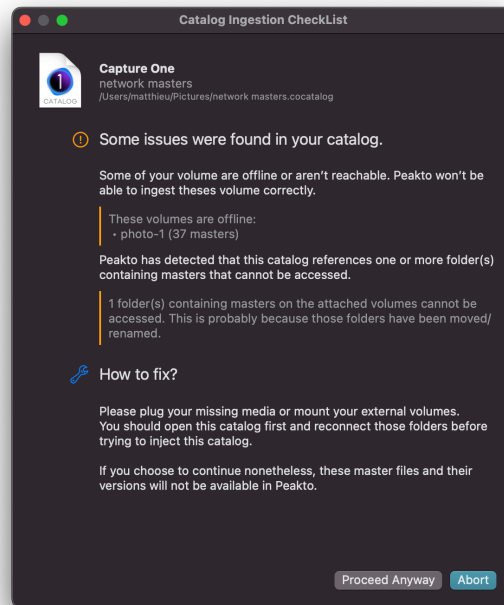 Catalog Ingestion CheckList
1
CATALOG
Capture One
network masters
/Users/matthieu/Pictures/network masters.cocatalog
Some issues were found in your catalog.
Some of your volume are offline or aren't reachable. Peakto won't be
able to ingest theses volume correctly.
These volumes are offline:
• photo-1 (37 masters)
Peakto has detected that this catalog references one or more folder(s)
containing masters that cannot be accessed.
1 folder(s) containing masters on the attached volumes cannot be
accessed. This is probably because those folders have been moved/
renamed.
How to fix?
Please plug your missing media or mount your external volumes.
You should open this catalog first and reconnect those folders before
trying to inject this catalog.
If you choose to continue nonetheless, these master files and their
versions will not be available in Peakto.
Proceed Anyway
Abort